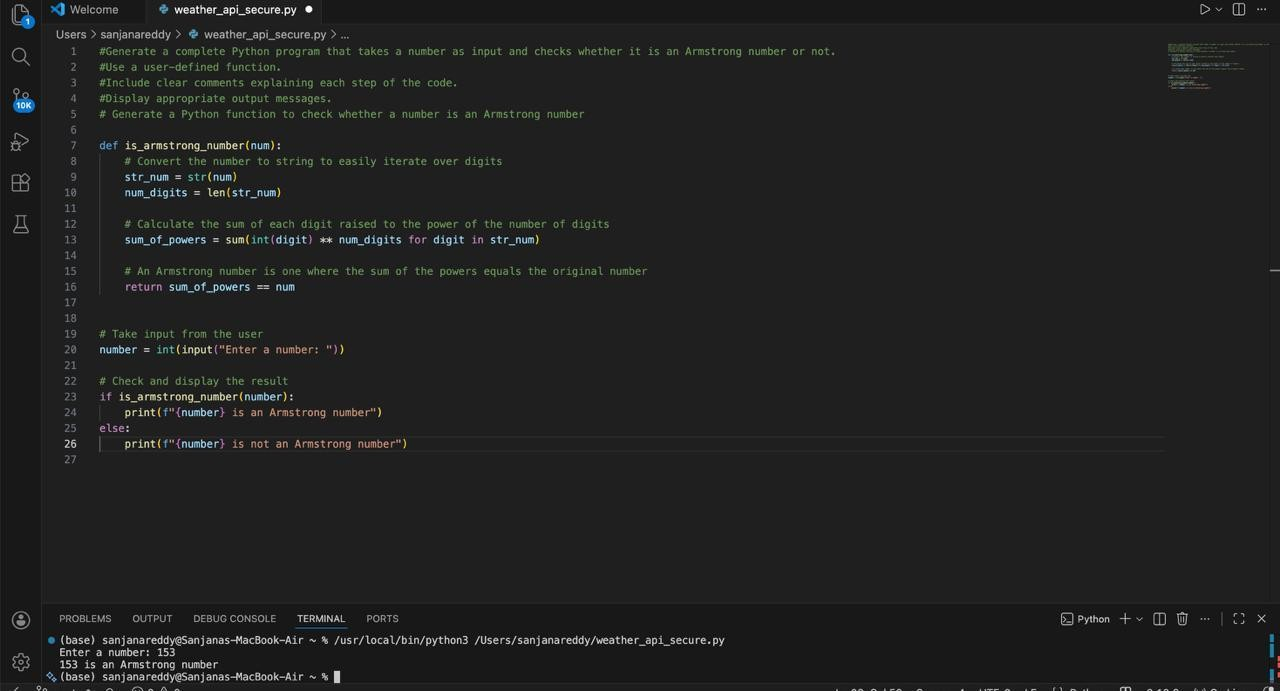 1
Welcome
weather_api_secure.py
Users > sanjanareddy > weather_api_secure.py > ...
10K
1 #Generate a complete Python program that takes a number as input and checks whether it is an Armstrong number or not.
2 #Use a user-defined function.
3 #Include clear comments explaining each step of the code.
4 #Display appropriate output messages.
5 # Generate a Python function to check whether a number is an Armstrong number
6
7 def is_armstrong_number(num):
8     # Convert the number to string to easily iterate over digits
9     str_num = str(num)
10     num_digits = len(str_num)
11
12     # Calculate the sum of each digit raised to the power of the number of digits
13     sum_of_powers = sum(int(digit) ** num_digits for digit in str_num)
14
15     # An Armstrong number is one where the sum of the powers equals the original number
16     return sum_of_powers == num
17
18
19 # Take input from the user
20 number = int(input("Enter a number: "))
21
22 # Check and display the result
23 if is_armstrong_number(number):
24     print(f"{number} is an Armstrong number")
25 else:
26     print(f"{number} is not an Armstrong number")
27
PROBLEMS OUTPUT DEBUG CONSOLE TERMINAL PORTS
Python
(base) sanjanareddy@Sanjanas-MacBook-Air ~ % /usr/local/bin/python3 /Users/sanjanareddy/weather_api_secure.py
Enter a number: 153
153 is an Armstrong number
(base) sanjanareddy@Sanjanas-MacBook-Air ~ %